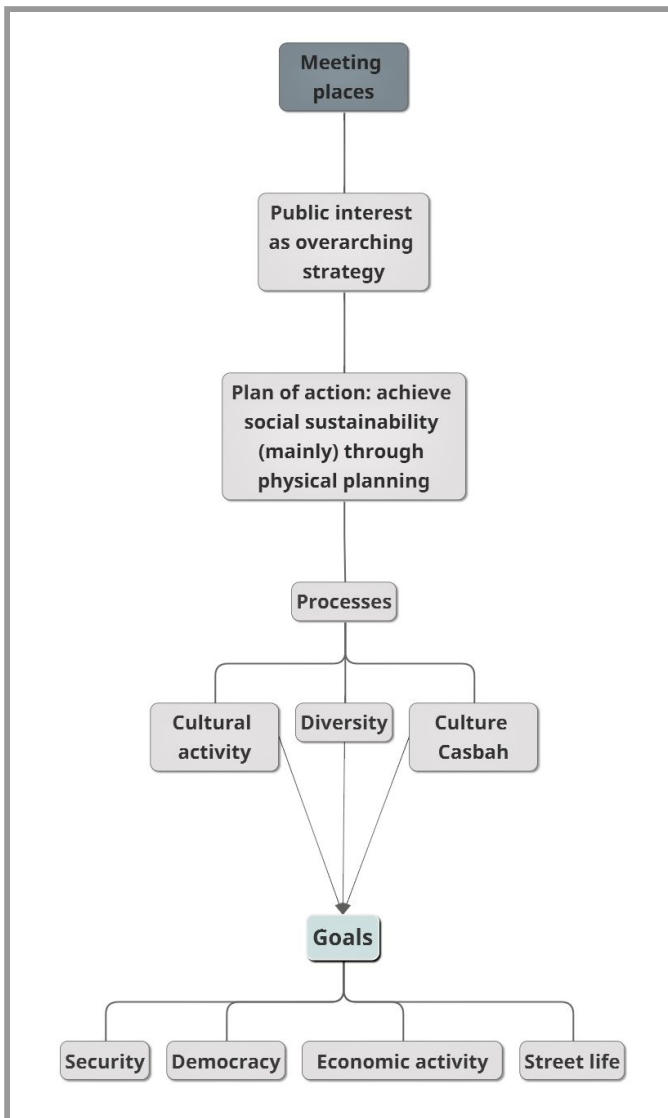 Meeting
places
Public interest
as overarching
strategy
Plan of action: achieve
social sustainability
(mainly) through
physical planning
Processes
Cultural
activity
Diversity
Culture
Casbah
Goals
Security
Democracy
Economic activity
Street life